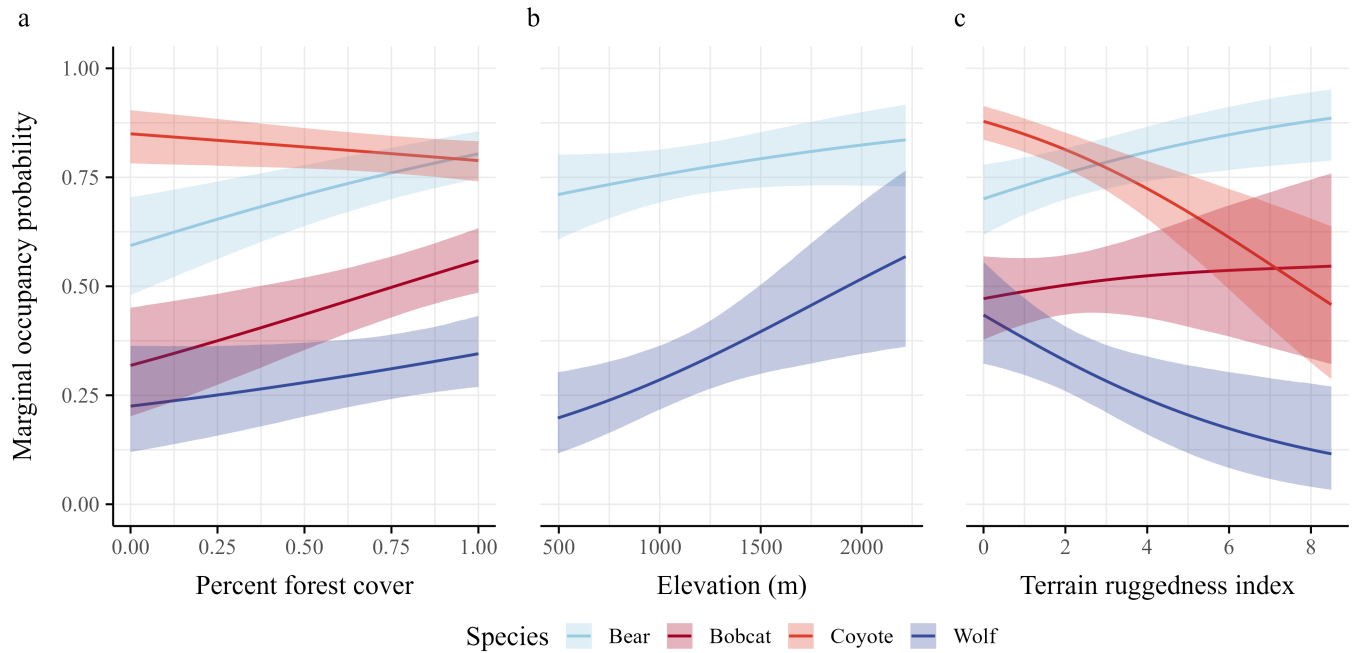 a b c
Marginal occupancy probability
1.00
0.75
0.50
0.25
0.00
0.00 0.25 0.50 0.75 1.00 500 1000 1500 2000 0 2 4 6 8
Percent forest cover Elevation (m) Terrain ruggedness index
Species Bear Bobcat Coyote Wolf